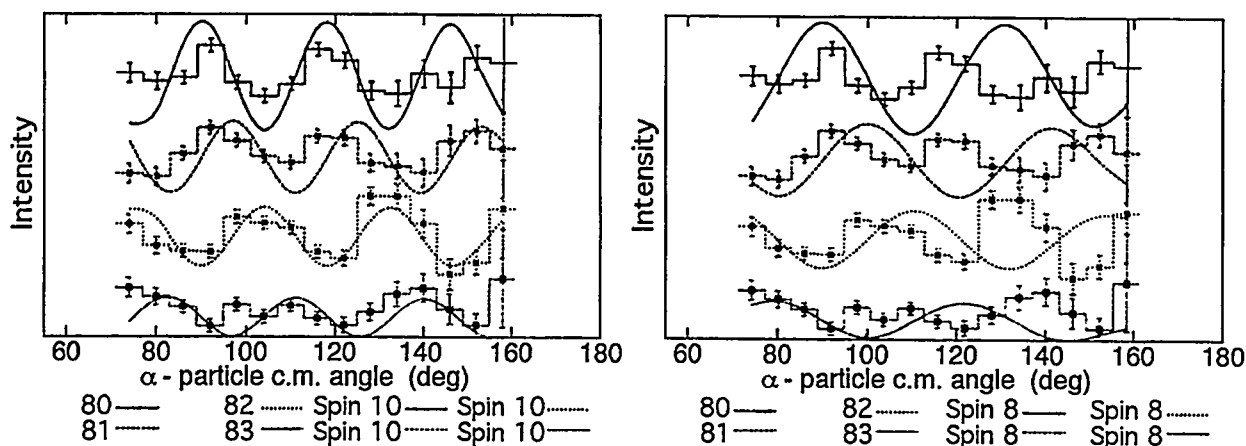 Intensity
60 80 100 120 140 160 180
α - particle c.m. angle (deg)
80 82 Spin 10 Spin 10
81 83 Spin 10 Spin 10
Intensity
60 80 100 120 140 160 180
α - particle c.m. angle (deg)
80 82 Spin 8 Spin 8
81 83 Spin 8 Spin 8